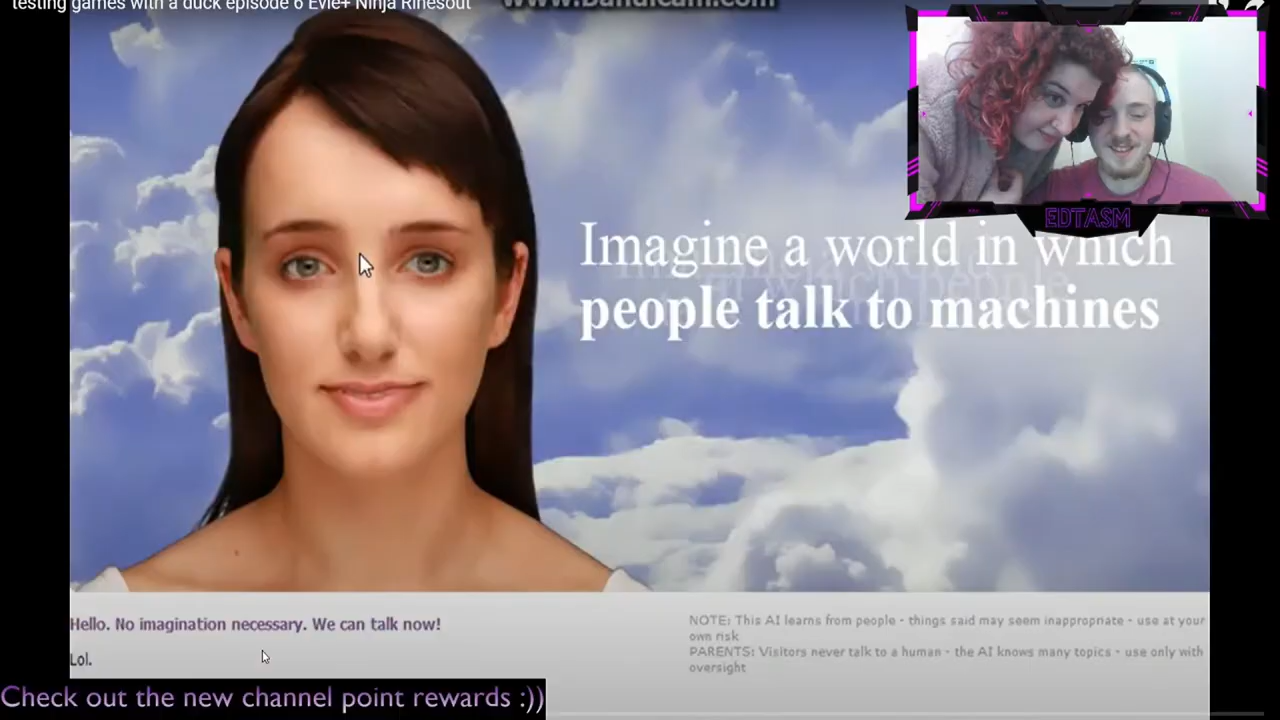 testing games with a duck episode 6 Evie+ Ninja Rinesout
www.Bandicam.com
EDTASM
Imagine a world in which
people talk to machines
Hello. No imagination necessary. We can talk now!
Lol.
NOTE: This AI learns from people - things said may seem inappropriate - use at your
own risk
PARENTS: Visitors never talk to a human - the AI knows many topics - use only with
oversight
Check out the new channel point rewards :))